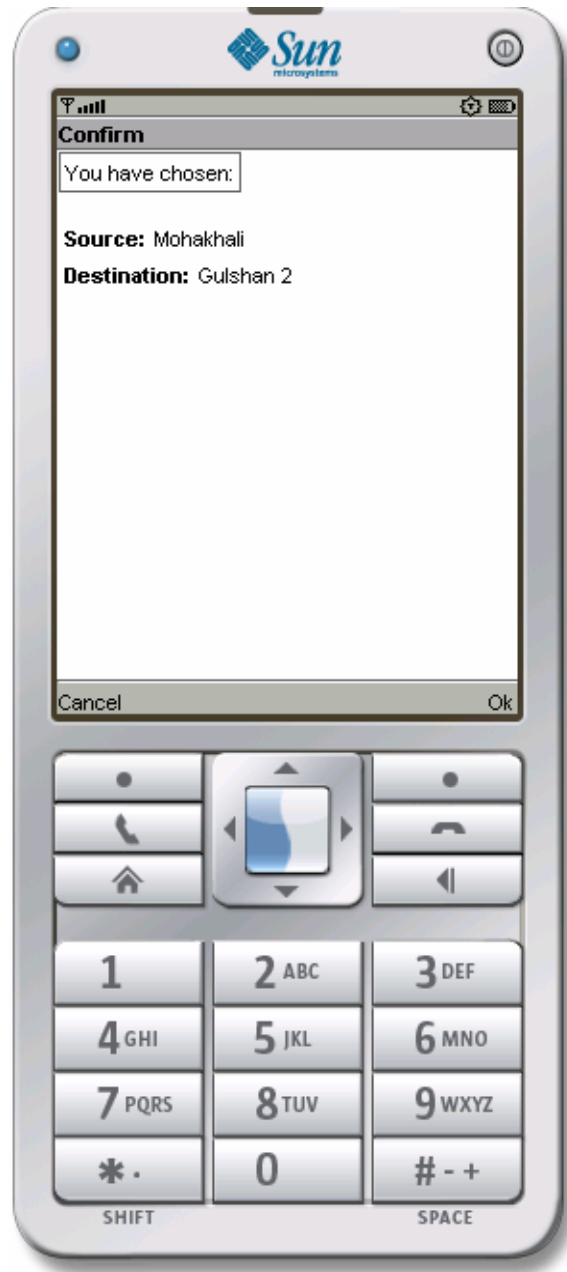 Sun
microsystems
Confirm
You have chosen:
Source: Mohakhali
Destination: Gulshan 2
Cancel Ok
1 2 ABC 3 DEF
4 GHI 5 JKL 6 MNO
7 PQRS 8 TUV 9 WXYZ
* . 0 # - +
SHIFT SPACE